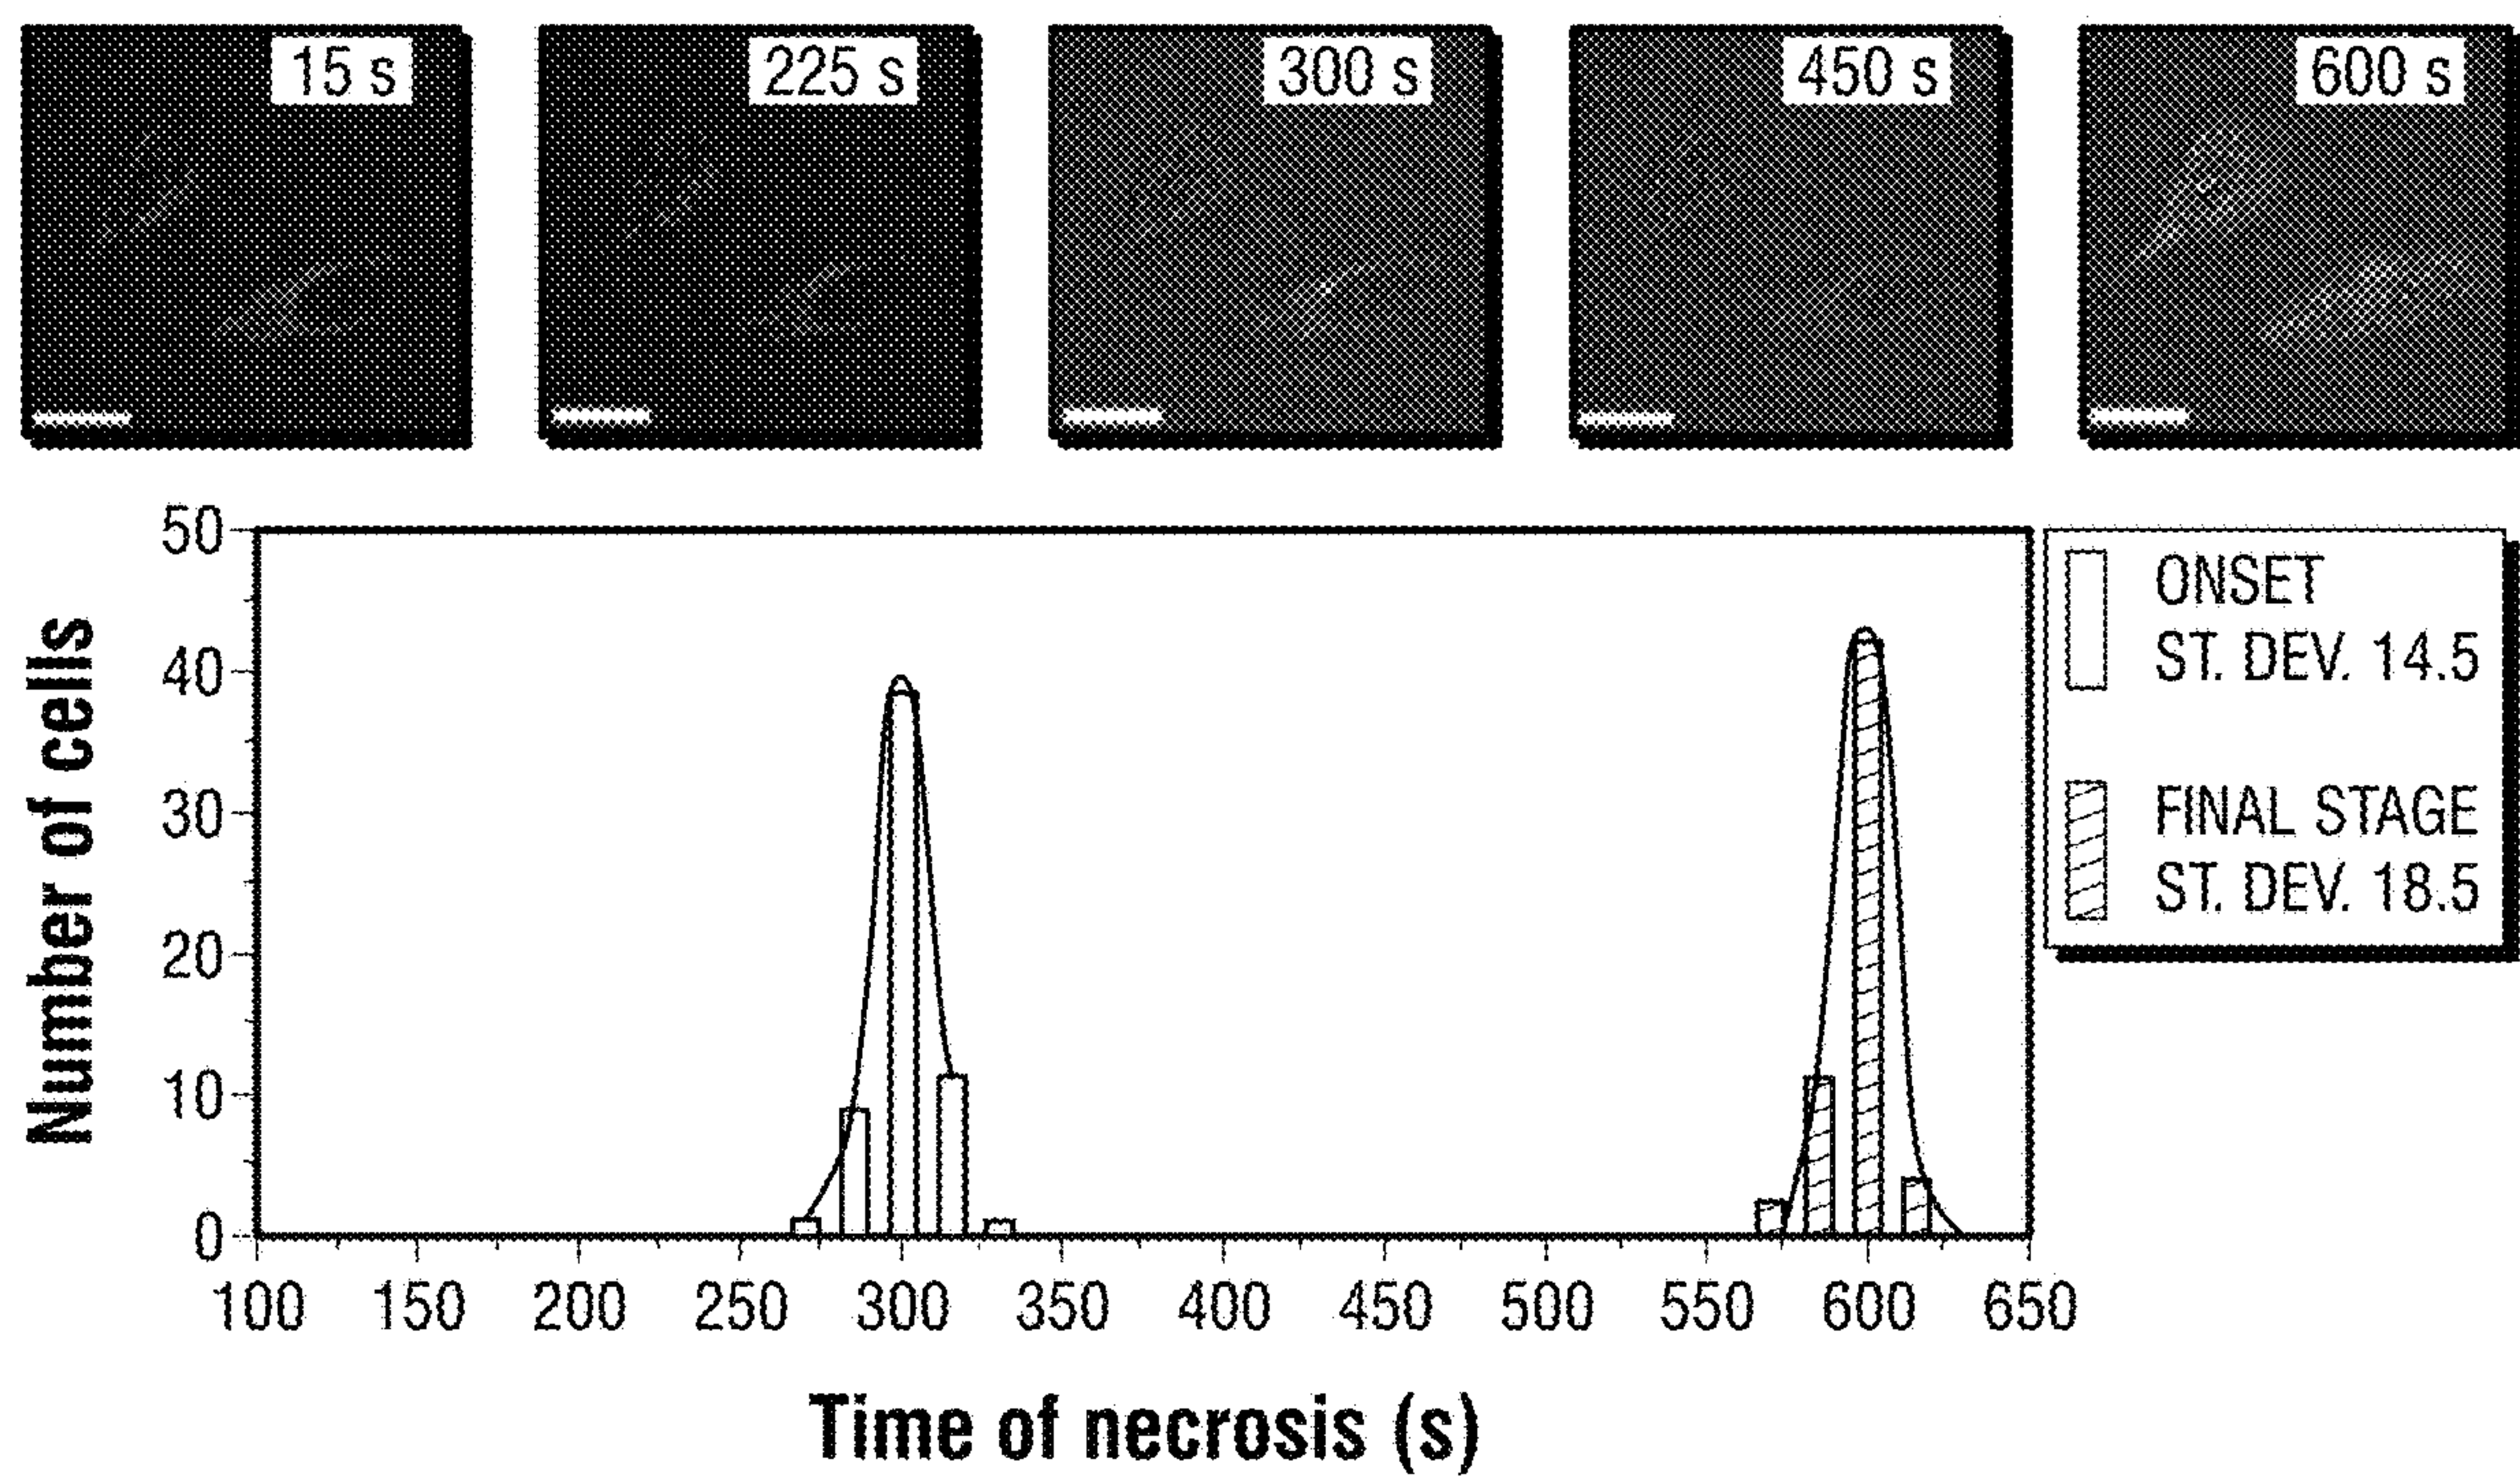 15 s
225 s
300 s
450 s
600 s
50
40
30
20
10
0
Number of cells
100 150 200 250 300 350 400 450 500 550 600 650
Time of necrosis (s)
ONSET
ST. DEV. 14.5
FINAL STAGE
ST. DEV. 18.5